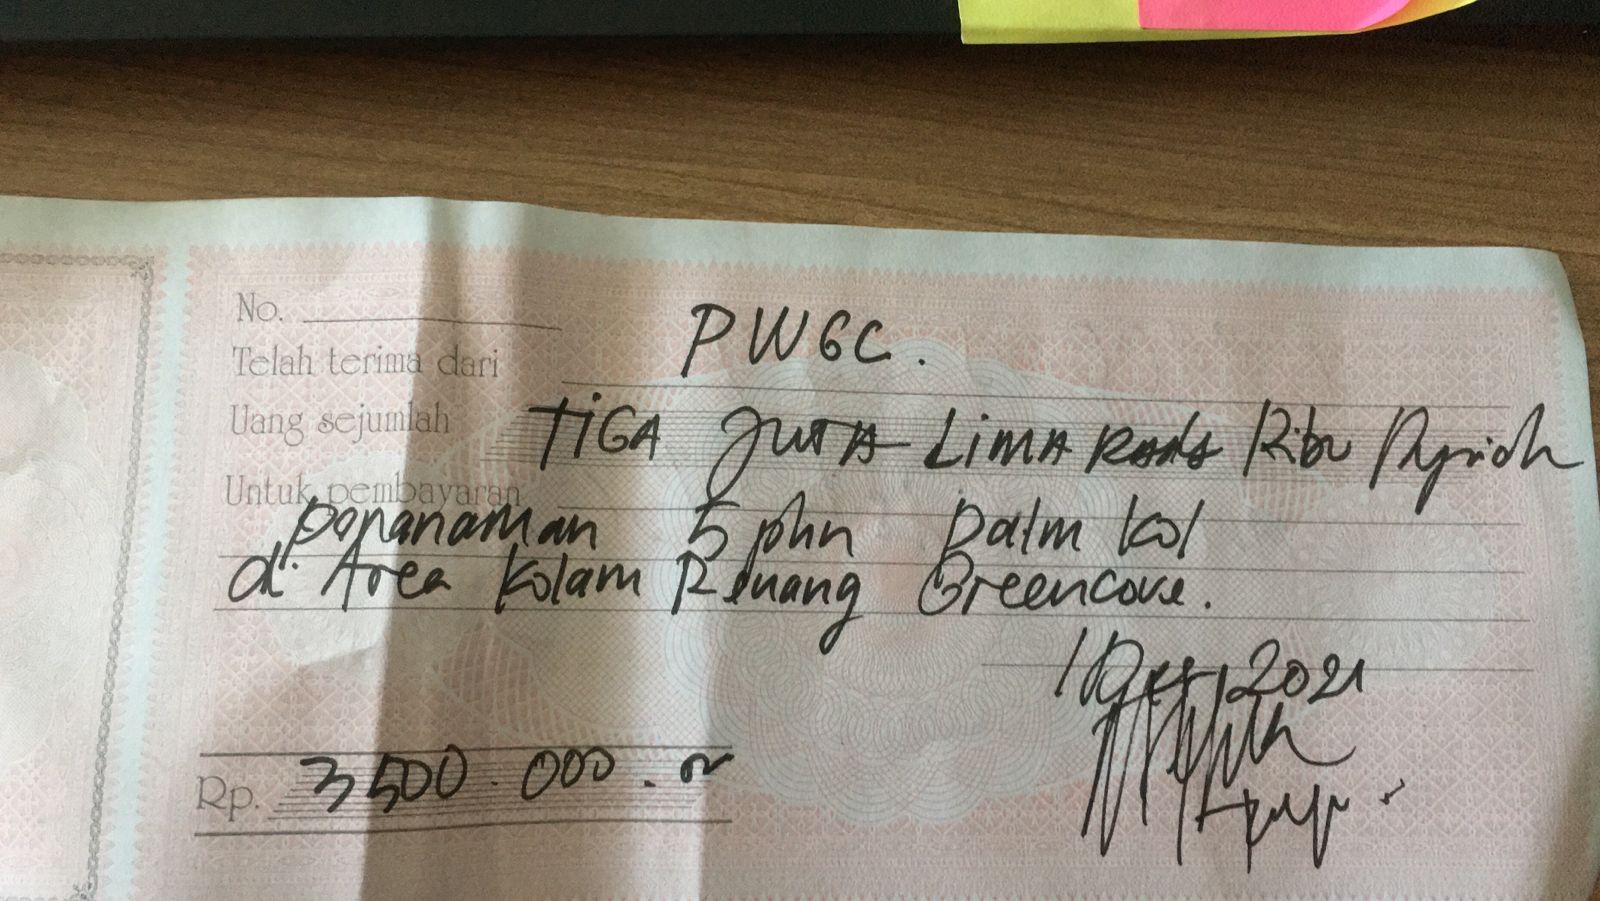 No.
Telah terima dari PWGC.
Uang sejumlah TIGA JUTA LIMA Ribu Rupiah
Untuk pembayaran
penanaman 5 phn Palm kol
di Area Kolam Renang Greencove.
2021
Rp. 3 500.000.